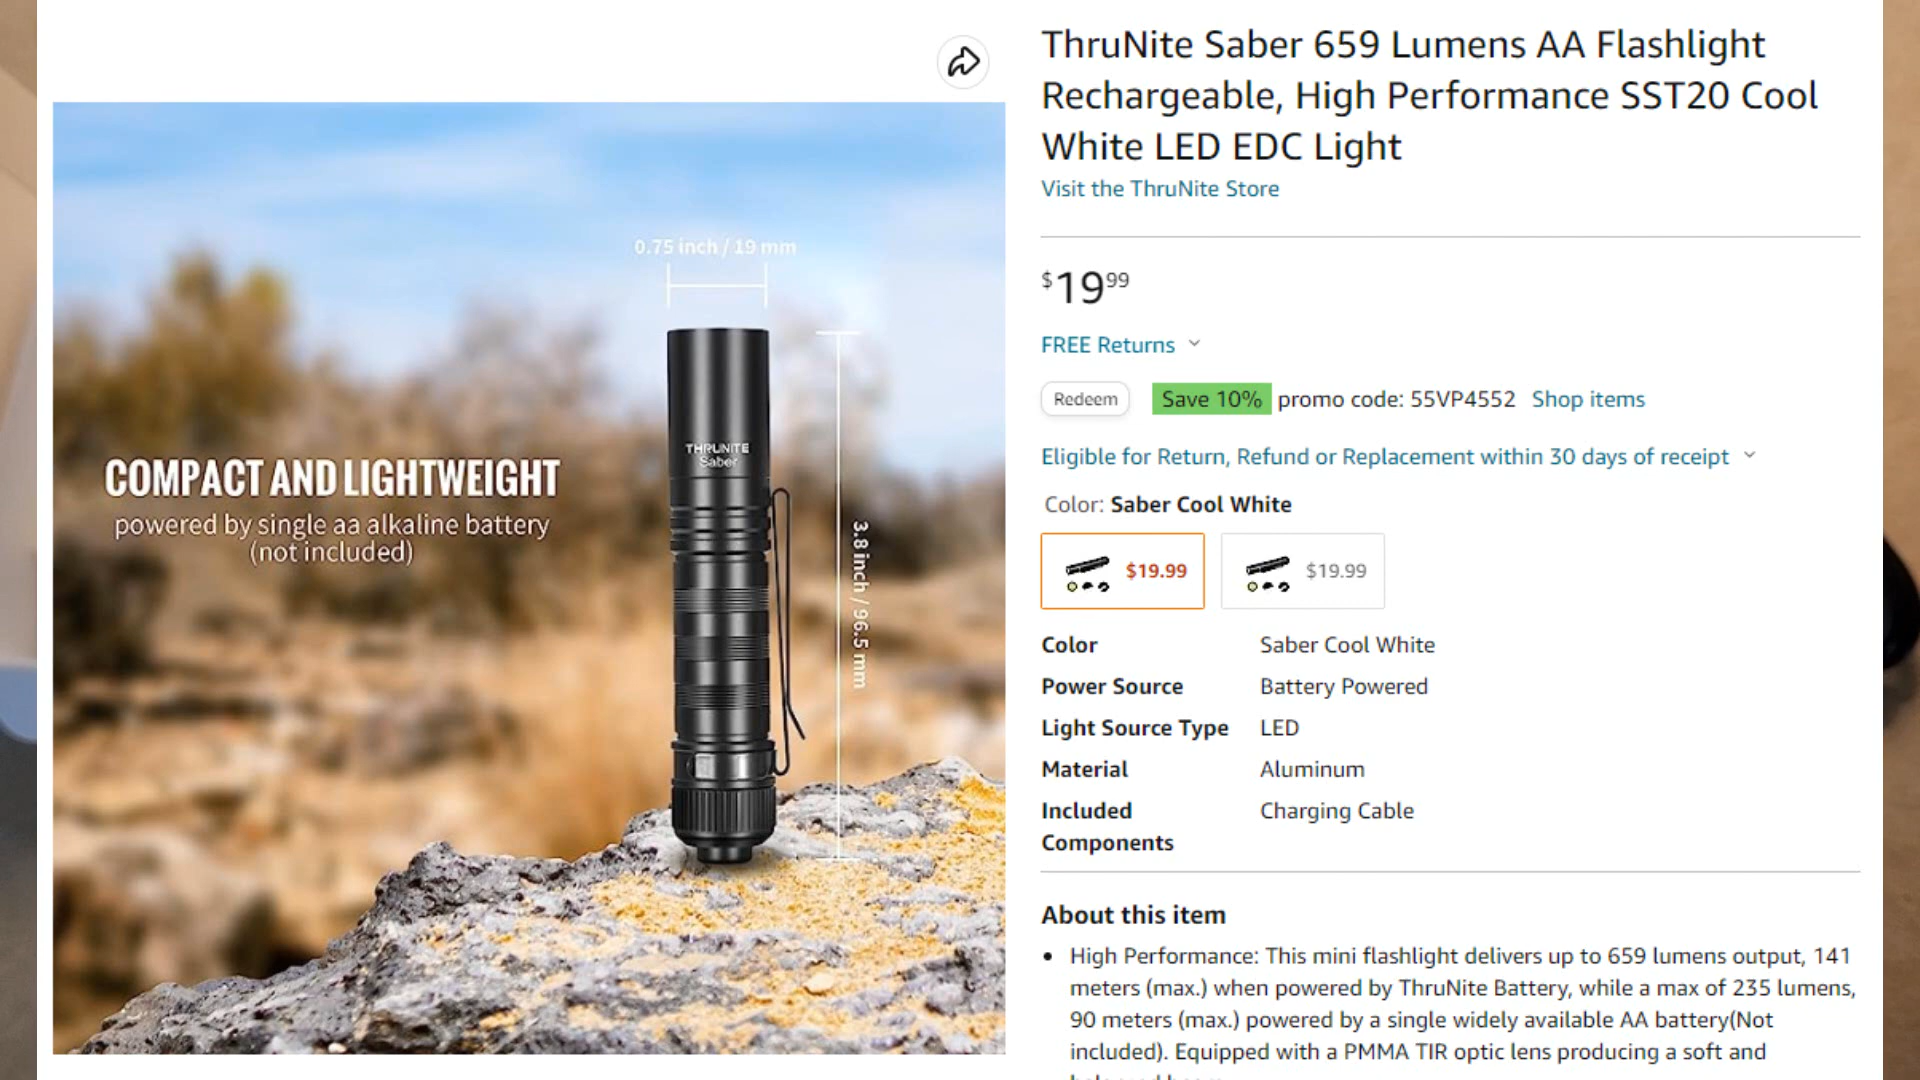 ThruNite Saber 659 Lumens AA Flashlight
Rechargeable, High Performance SST20 Cool
White LED EDC Light
Visit the ThruNite Store
$19.99
FREE Returns
Redeem Save 10% promo code: 55VP4552 Shop items
Eligible for Return, Refund or Replacement within 30 days of receipt
Color: Saber Cool White
$19.99 $19.99
Color Saber Cool White
Power Source Battery Powered
Light Source Type LED
Material Aluminum
Included Charging Cable
Components
About this item
• High Performance: This mini flashlight delivers up to 659 lumens output, 141
meters (max.) when powered by ThruNite Battery, while a max of 235 lumens,
90 meters (max.) powered by a single widely available AA battery(Not
included). Equipped with a PMMA TIR optic lens producing a soft and
0.75 inch / 19 mm
THRUNITE
Saber
COMPACT AND LIGHTWEIGHT
powered by single aa alkaline battery
(not included)
3.8 inch / 96.5 mm